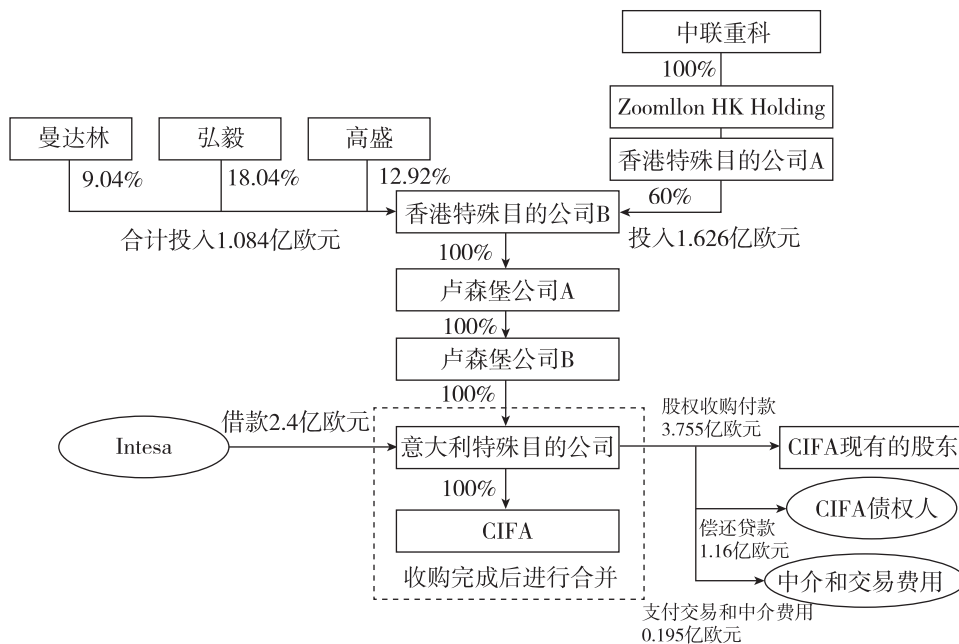 中联重科
100%
Zoomllon HK Holding
曼达林
弘毅
高盛
香港特殊目的公司A
9.04%
18.04%
12.92%
60%
香港特殊目的公司B
合计投入1.084亿欧元
投入1.626亿欧元
100%
卢森堡公司A
100%
卢森堡公司B
100%
股权收购付款
3.755亿欧元
借款2.4亿欧元
Intesa
意大利特殊目的公司
CIFA现有的股东
100%
CIFA债权人
CIFA
偿还贷款
1.16亿欧元
收购完成后进行合并
中介和交易费用
支付交易和中介费用
0.195亿欧元